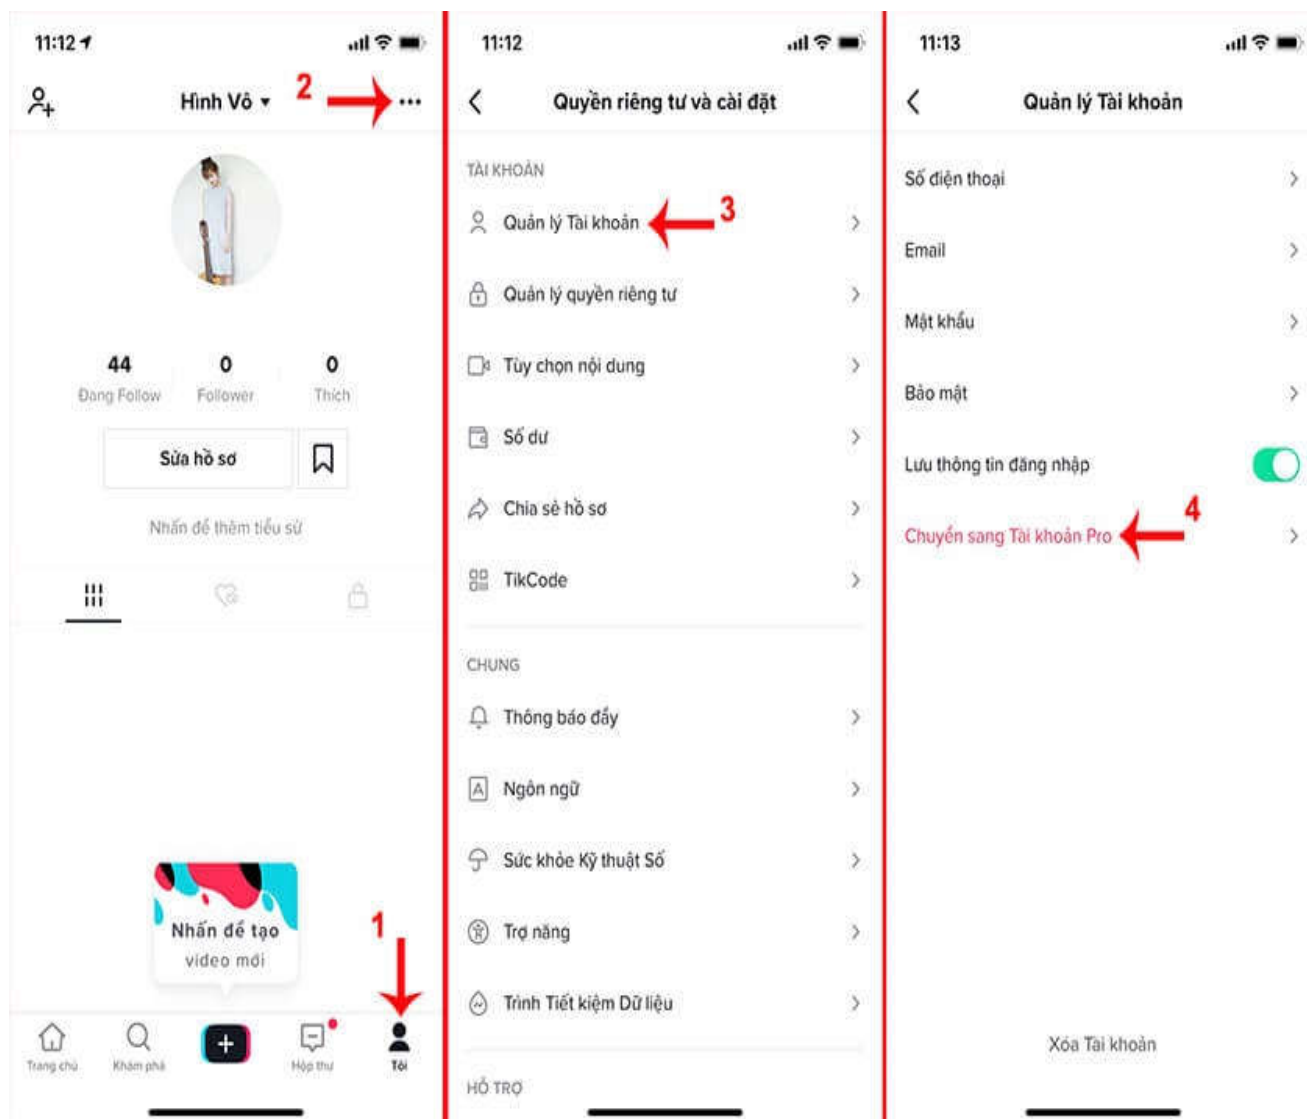 11:12
Hình Vô
2
44
0
0
Đang Follow
Follower
Thích
Sửa hồ sơ
Nhấn để thêm tiểu sử
Nhấn để tạo
video mới
1
Trang chủ
Khám phá
Hộp thư
Tôi
11:12
Quyền riêng tư và cài đặt
TÀI KHOẢN
Quản lý Tài khoản
3
Quản lý quyền riêng tư
Tùy chọn nội dung
Số dư
Chia sẻ hồ sơ
TikCode
CHUNG
Thông báo đẩy
Ngôn ngữ
Sức khỏe Kỹ thuật Số
Trợ năng
Trình Tiết kiệm Dữ liệu
HỖ TRỢ
11:13
Quản lý Tài khoản
Số điện thoại
Email
Mật khẩu
Bảo mật
Lưu thông tin đăng nhập
Chuyển sang Tài khoản Pro
4
Xóa Tài khoản